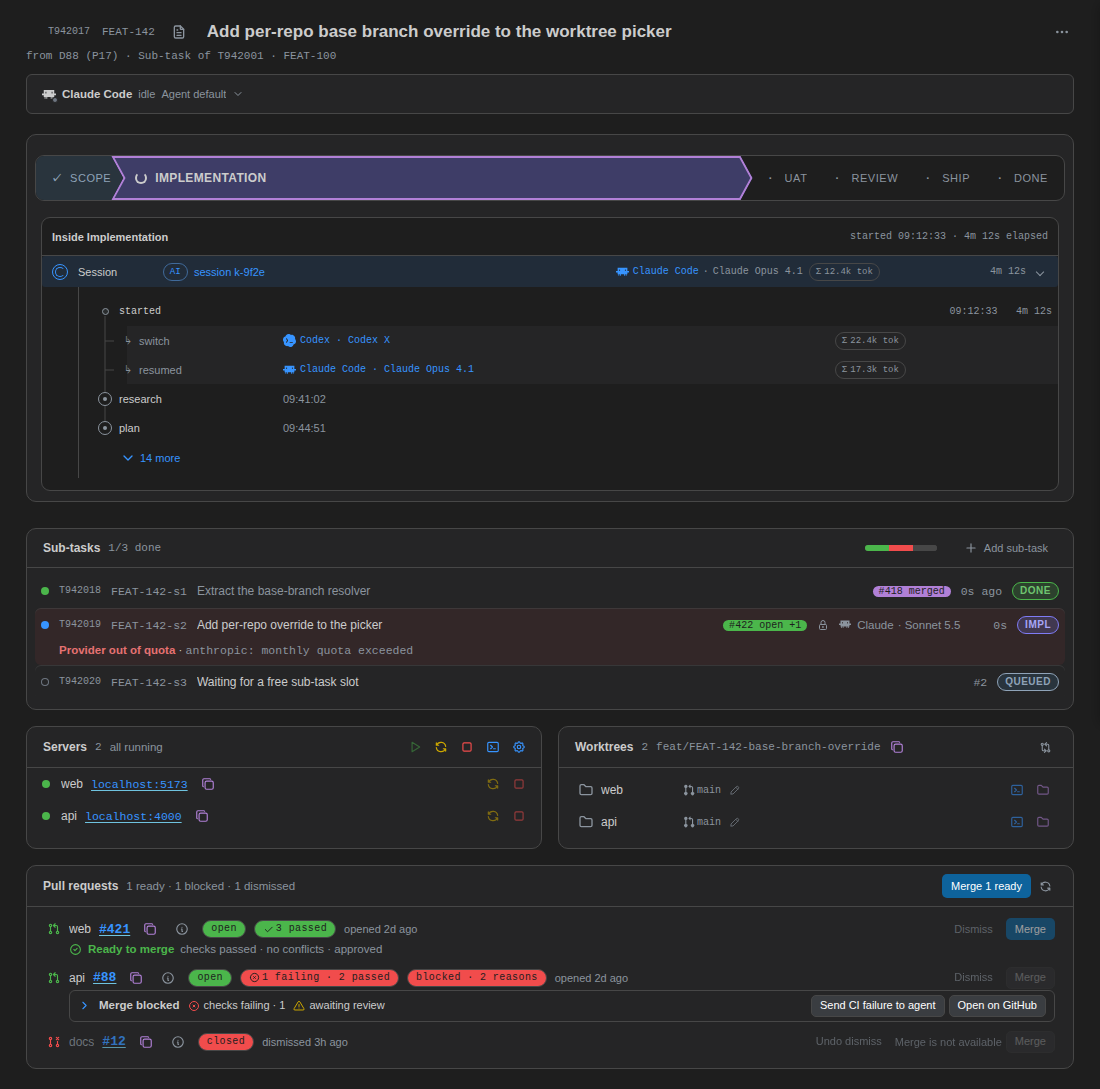 T942017 FEAT-142 Add per-repo base branch override to the worktree picker
from D88 (P17) · Sub-task of T942001 · FEAT-100
Claude Code idle Agent default
SCOPE IMPLEMENTATION · UAT · REVIEW · SHIP · DONE
Inside Implementation started 09:12:33 · 4m 12s elapsed
Session AI session k-9f2e Claude Code · Claude Opus 4.1 Σ 12.4k tok 4m 12s
started 09:12:33 4m 12s
↳ switch Codex · Codex X Σ 22.4k tok
↳ resumed Claude Code · Claude Opus 4.1 Σ 17.3k tok
research 09:41:02
plan 09:44:51
14 more
Sub-tasks 1/3 done Add sub-task
T942018 FEAT-142-s1 Extract the base-branch resolver #418 merged 0s ago DONE
T942019 FEAT-142-s2 Add per-repo override to the picker #422 open +1 Claude · Sonnet 5.5 0s IMPL
Provider out of quota · anthropic: monthly quota exceeded
T942020 FEAT-142-s3 Waiting for a free sub-task slot #2 QUEUED
Servers 2 all running
web localhost:5173
api localhost:4000
Worktrees 2 feat/FEAT-142-base-branch-override
web main
api main
Pull requests 1 ready · 1 blocked · 1 dismissed Merge 1 ready
web #421 open 3 passed opened 2d ago Dismiss Merge
Ready to merge checks passed · no conflicts · approved
api #88 open 1 failing · 2 passed blocked · 2 reasons opened 2d ago Dismiss Merge
Merge blocked checks failing · 1 awaiting review Send CI failure to agent Open on GitHub
docs #12 closed dismissed 3h ago Undo dismiss Merge is not available Merge